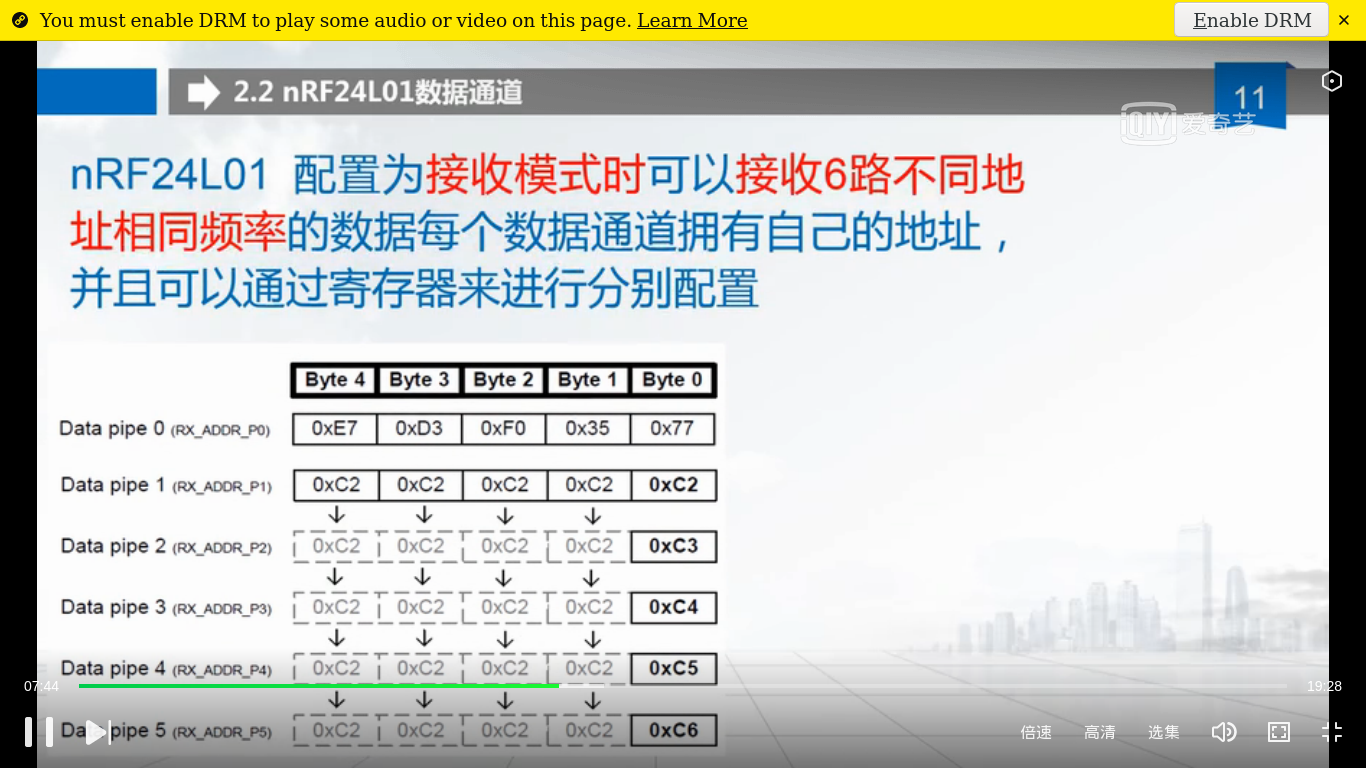 You must enable DRM to play some audio or video on this page. Learn More
Enable DRM
2.2 nRF24L01数据通道
11
QIY 爱奇艺
nRF24L01 配置为接收模式时可以接收6路不同地
址相同频率的数据每个数据通道拥有自己的地址，
并且可以通过寄存器来进行分别配置
Byte 4 Byte 3 Byte 2 Byte 1 Byte 0
Data pipe 0 (RX_ADDR_P0) 0xE7 0xD3 0xF0 0x35 0x77
Data pipe 1 (RX_ADDR_P1) 0xC2 0xC2 0xC2 0xC2 0xC2
Data pipe 2 (RX_ADDR_P2) 0xC2 0xC2 0xC2 0xC2 0xC3
Data pipe 3 (RX_ADDR_P3) 0xC2 0xC2 0xC2 0xC2 0xC4
Data pipe 4 (RX_ADDR_P4) 0xC2 0xC2 0xC2 0xC2 0xC5
07:44
19:28
Data pipe 5 (RX_ADDR_P5) 0xC2 0xC2 0xC2 0xC2 0xC6
倍速 高清 选集